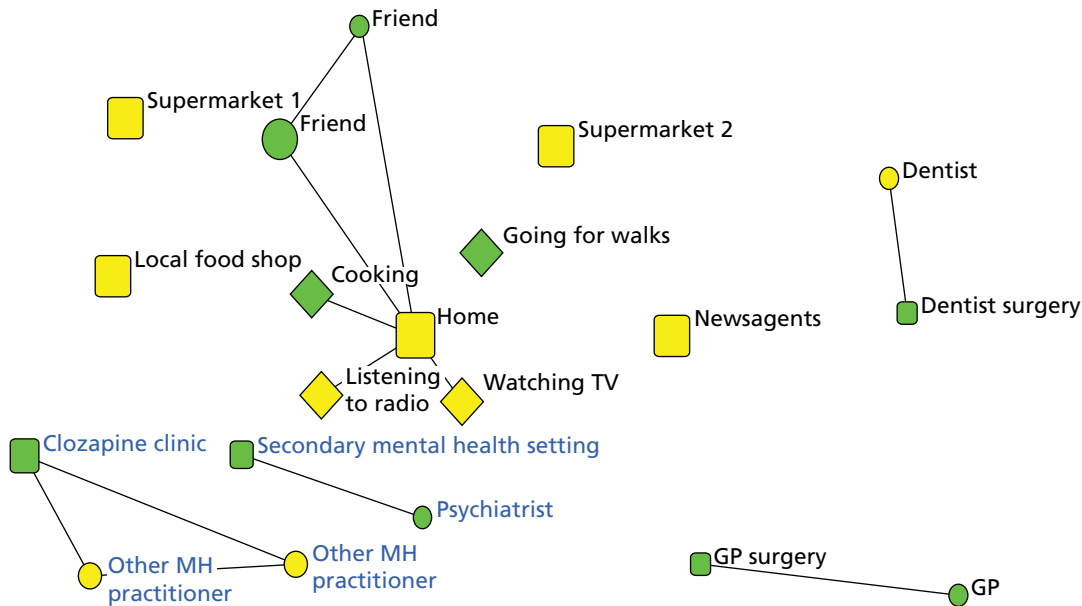 Friend
Supermarket 1
Friend
Supermarket 2
Dentist
Going for walks
Local food shop
Cooking
Dentist surgery
Home
Newsagents
Listening
to radio
Watching TV
Clozapine clinic
Secondary mental health setting
Psychiatrist
Other MH
practitioner
Other MH
practitioner
GP surgery
GP